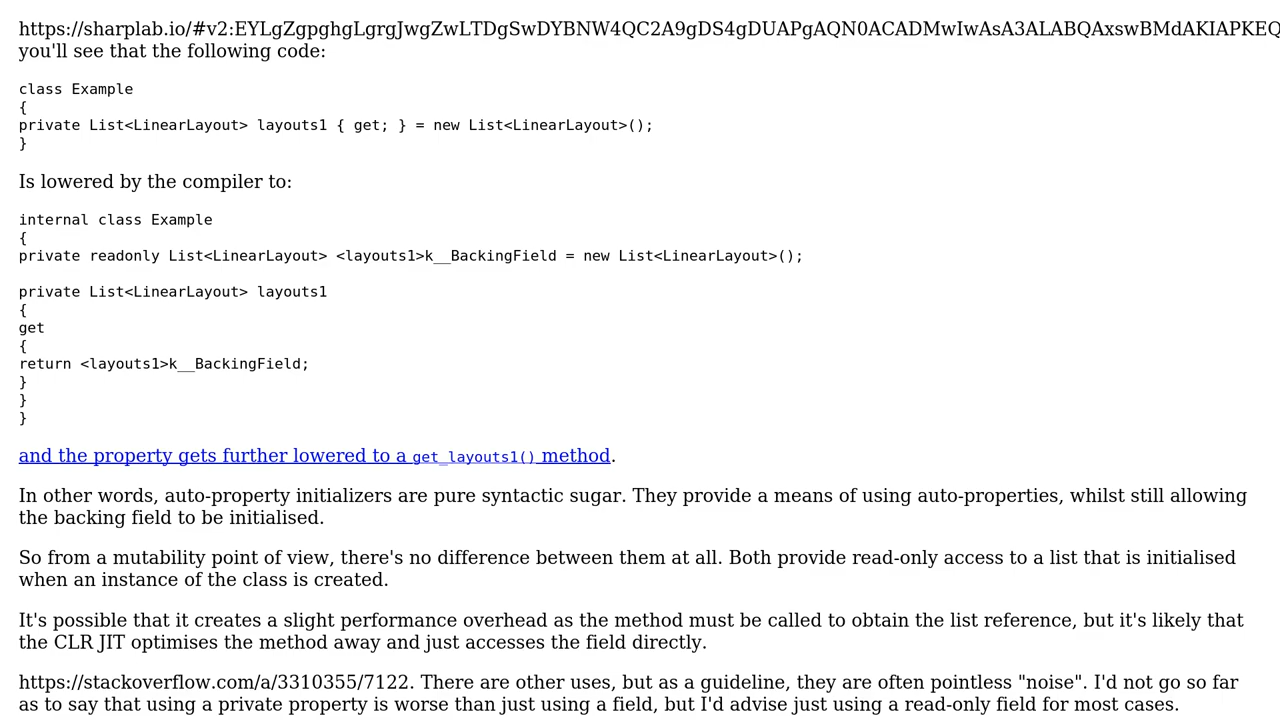 https://sharplab.io/#v2:EYLgZgpghgLgrgJwgZwLTDgSwDYBNW4QC2A9gDS4gDUAPgAQN0ACADMwIwAsA3ALABQAxswBMdAKIAPKEQ
you'll see that the following code:
class Example
{
private List<LinearLayout> layouts1 { get; } = new List<LinearLayout>();
}
Is lowered by the compiler to:
internal class Example
{
private readonly List<LinearLayout> <layouts1>k__BackingField = new List<LinearLayout>();
private List<LinearLayout> layouts1
{
get
{
return <layouts1>k__BackingField;
}
}
}
and the property gets further lowered to a get_layouts1() method.
In other words, auto-property initializers are pure syntactic sugar. They provide a means of using auto-properties, whilst still allowing
the backing field to be initialised.
So from a mutability point of view, there's no difference between them at all. Both provide read-only access to a list that is initialised
when an instance of the class is created.
It's possible that it creates a slight performance overhead as the method must be called to obtain the list reference, but it's likely that
the CLR JIT optimises the method away and just accesses the field directly.
https://stackoverflow.com/a/3310355/7122. There are other uses, but as a guideline, they are often pointless "noise". I'd not go so far
as to say that using a private property is worse than just using a field, but I'd advise just using a read-only field for most cases.